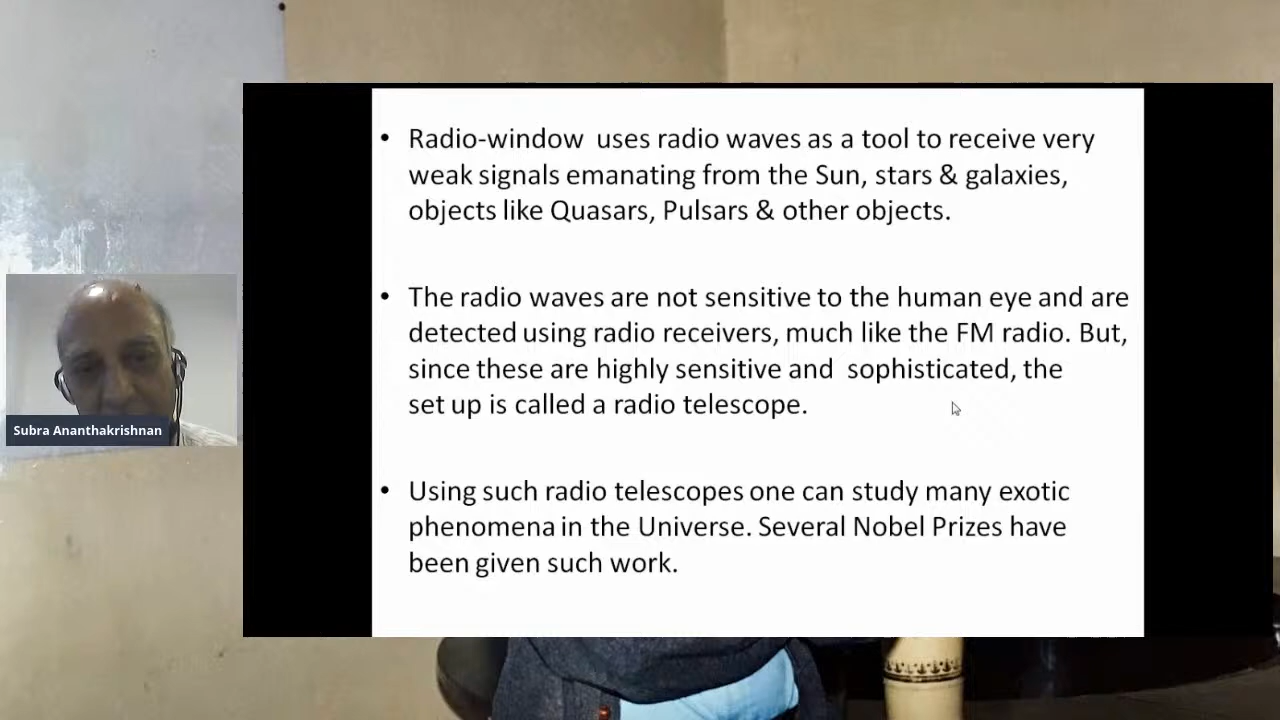 • Radio-window uses radio waves as a tool to receive very
weak signals emanating from the Sun, stars & galaxies,
objects like Quasars, Pulsars & other objects.
• The radio waves are not sensitive to the human eye and are
detected using radio receivers, much like the FM radio. But,
since these are highly sensitive and sophisticated, the
set up is called a radio telescope.
• Using such radio telescopes one can study many exotic
phenomena in the Universe. Several Nobel Prizes have
been given such work.
Subra Ananthakrishnan